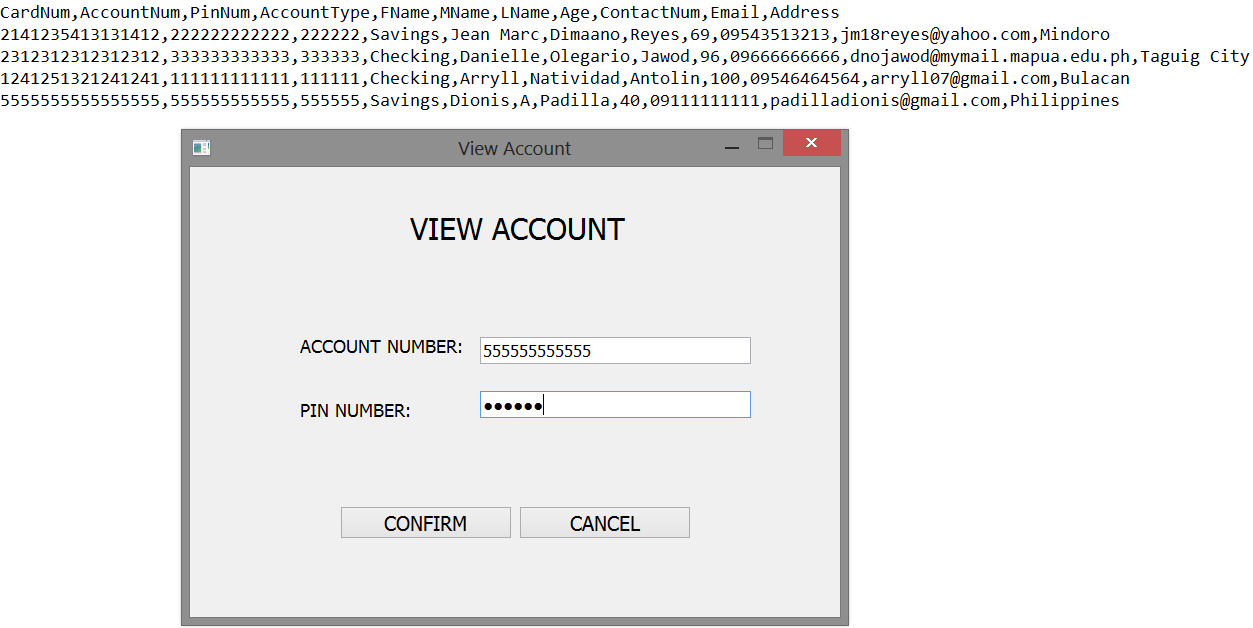 CardNum,AccountNum,PinNum,AccountType,FName,MName,LName,Age,ContactNum,Email,Address
2141235413131412,222222222222,222222,Savings,Jean Marc,Dimaano,Reyes,69,09543513213,jm18reyes@yahoo.com,Mindoro
2312312312312312,333333333333,333333,Checking,Danielle,Olegario,Jawod,96,09666666666,dnojawod@mymail.mapua.edu.ph,Taguig City
1241251321241241,111111111111,111111,Checking,Arryll,Natividad,Antolin,100,09546464564,arryll07@gmail.com,Bulacan
5555555555555555,555555555555,555555,Savings,Dionis,A,Padilla,40,09111111111,padilladionis@gmail.com,Philippines
View Account
VIEW ACCOUNT
ACCOUNT NUMBER: 555555555555
PIN NUMBER: ●●●●●●
CONFIRM CANCEL